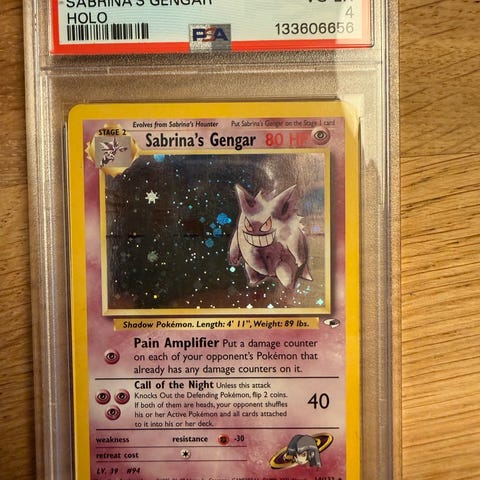 SABRINA'S GENGAR
HOLO
4
PSA
133606656
Evolves from Sabrina's Haunter Put Sabrina's Gengar on the Stage 1 card
STAGE 2
Sabrina's Gengar 80 HP
Shadow Pokémon. Length: 4' 11", Weight: 89 lbs.
Pain Amplifier Put a damage counter
on each of your opponent's Pokémon that
already has any damage counters on it.
Call of the Night Unless this attack
Knocks Out the Defending Pokémon, flip 2 coins.
If both of them are heads, your opponent shuffles
his or her Active Pokémon and all cards attached
to it into his or her deck.
40
weakness resistance -30
retreat cost
LV. 39 #94
14/132